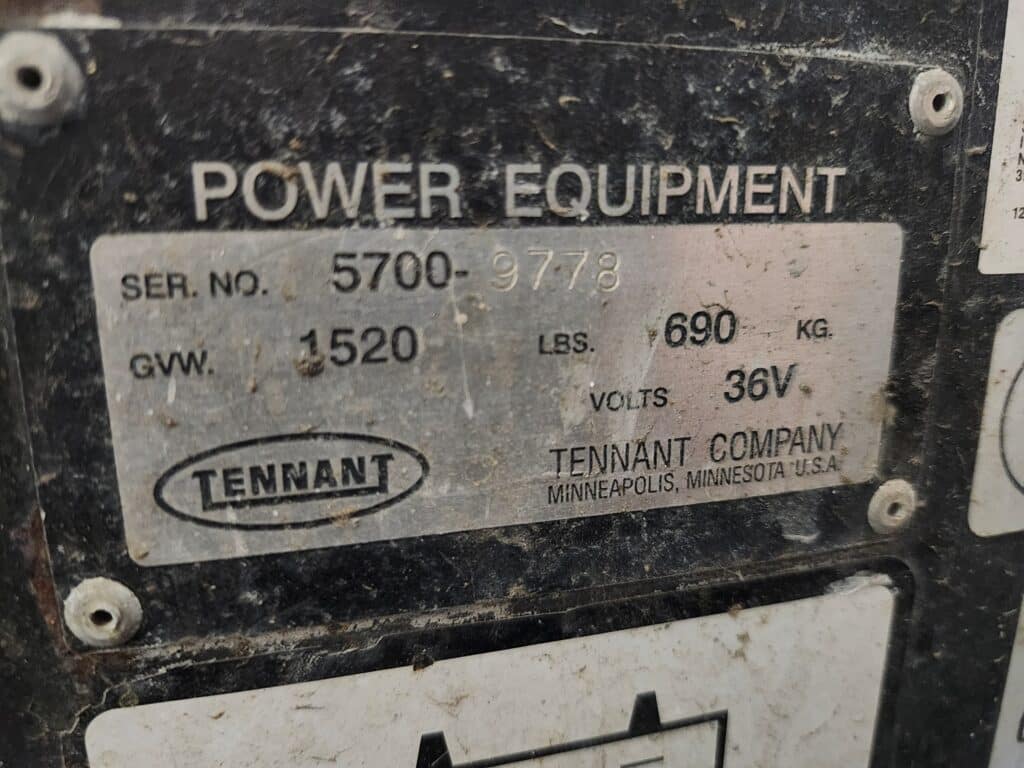 POWER EQUIPMENT
SER. NO. 5700-9778
GVW. 1520 LBS. 690 KG.
VOLTS 36V
TENNANT
TENNANT COMPANY
MINNEAPOLIS, MINNESOTA U.S.A.